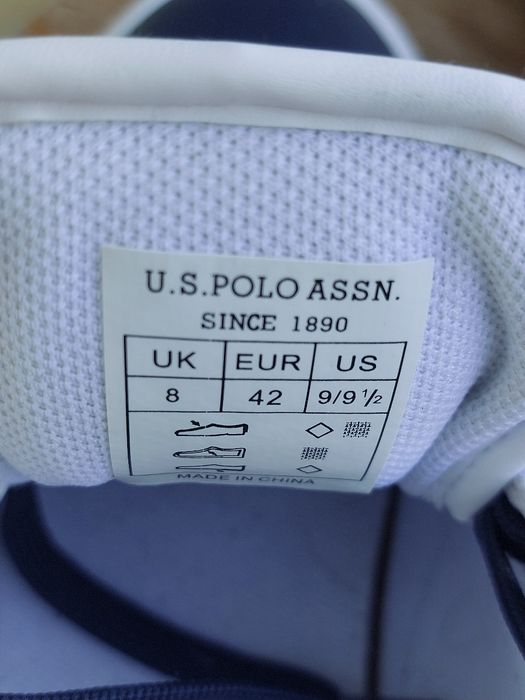 U.S.POLO ASSN.
SINCE 1890
UK EUR US
8 42 9/9 1/2
MADE IN CHINA